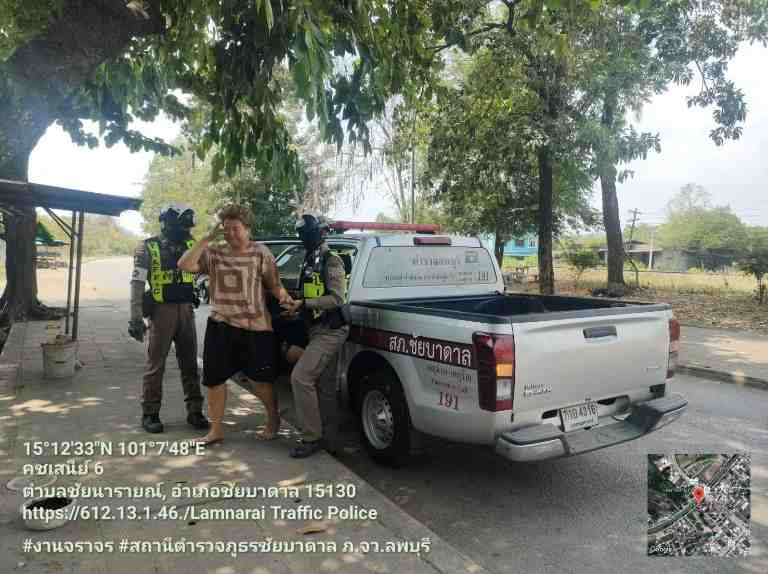 สภ.ชัยบาดาล
191
191
15°12'33"N 101°7'48"E
คชเสนีย์ 6
ตำบลชัยนารายณ์, อำเภอชัยบาดาล 15130
https://612.13.1.46./Lamnarai Traffic Police
#งานจราจร #สถานีตำรวจภูธรชัยบาดาล ภ.จว.ลพบุรี
Google